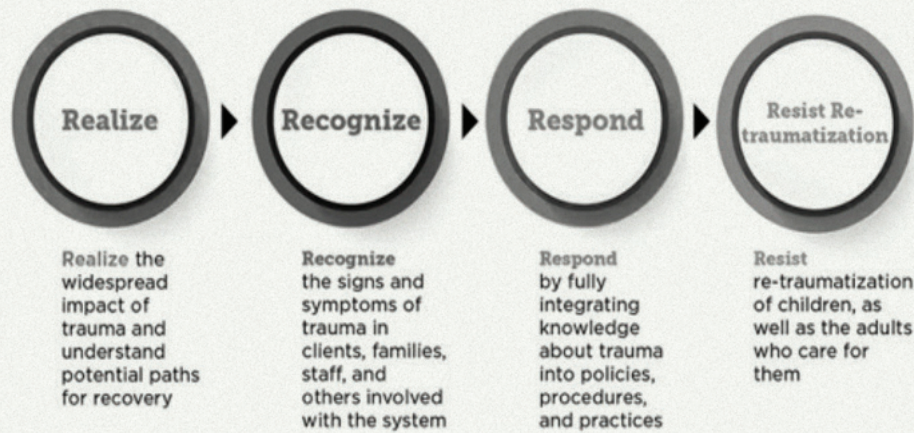 Realize
Recognize
Respond
Resist Re-
traumatization
Realize the
widespread
impact of
trauma and
understand
potential paths
for recovery
Recognize
the signs and
symptoms of
trauma in
clients, families,
staff, and
others involved
with the system
Respond
by fully
integrating
knowledge
about trauma
into policies,
procedures,
and practices
Resist
re-traumatization
of children, as
well as the adults
who care for
them